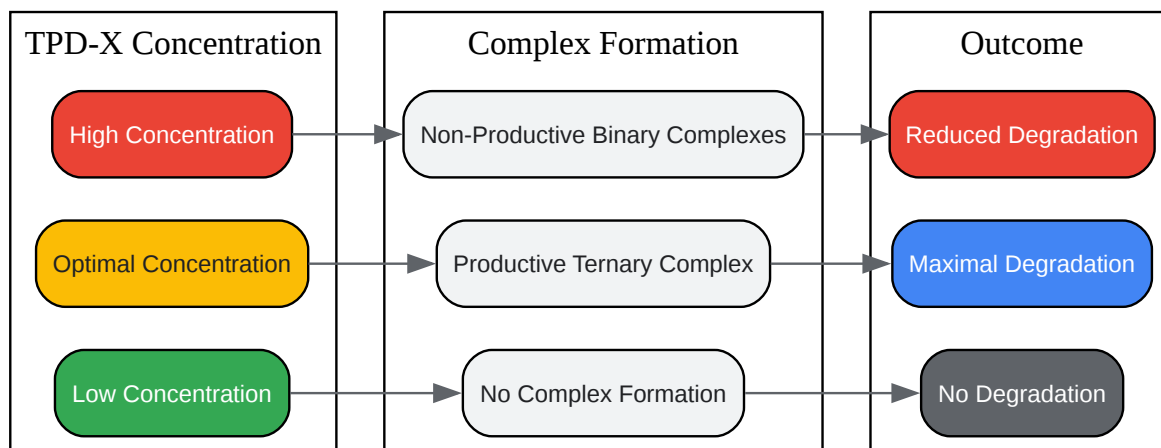 TPD-X Concentration
Complex Formation
Outcome
High Concentration
Non-Productive Binary Complexes
Reduced Degradation
Optimal Concentration
Productive Ternary Complex
Maximal Degradation
Low Concentration
No Complex Formation
No Degradation